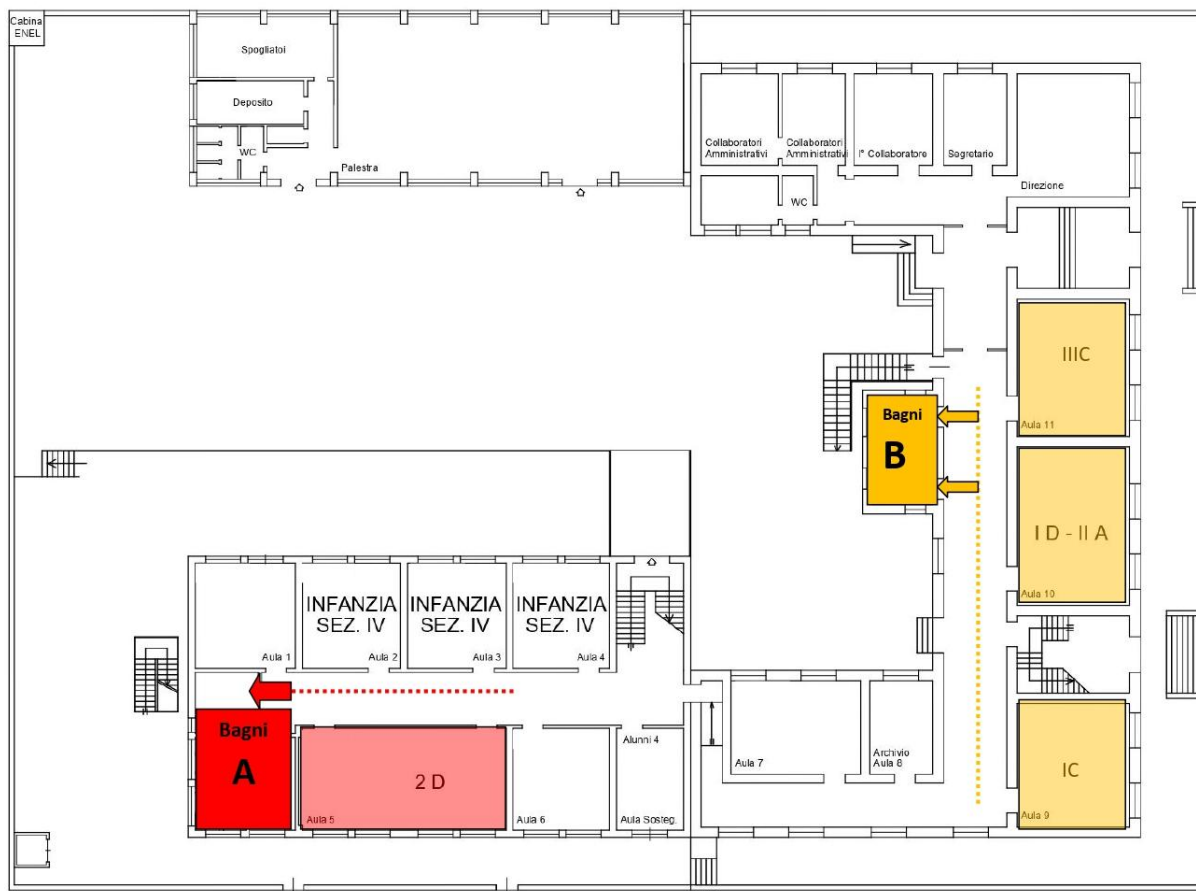 Cabina
ENEL
Spogliatoi
Deposito
WC
Palestra
Collaboratori
Amministrativi
Collaboratori
Amministrativi
I° Collaboratore
Segretario
WC
Direzione
IIIC
Aula 11
Bagni
B
I D - II A
Aula 10
INFANZIA
SEZ. IV
INFANZIA
SEZ. IV
INFANZIA
SEZ. IV
Aula 1
Aula 2
Aula 3
Aula 4
Bagni
A
2 D
Aula 5
Aula 6
Alunni 4
Aula Sosteg.
Aula 7
Archivio
Aula 8
IC
Aula 9